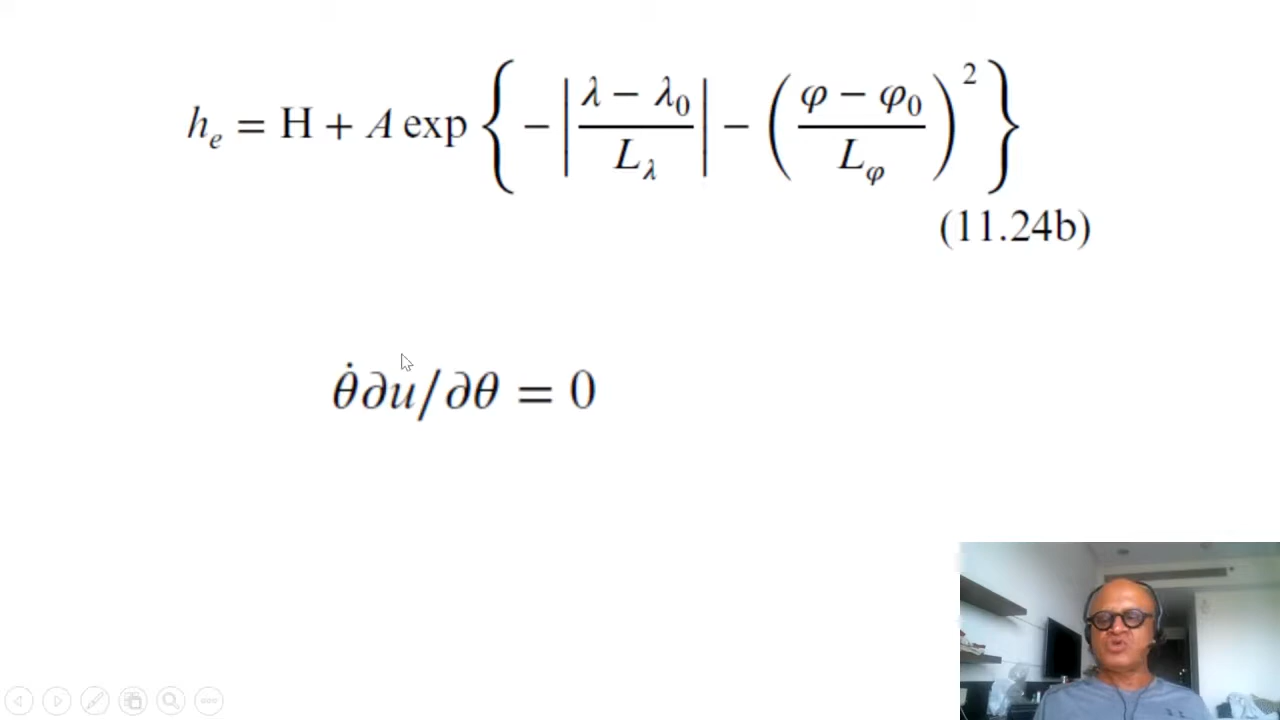 h_e = H + A exp { − | (λ − λ_0) / L_λ | − ( (φ − φ_0) / L_φ )^2 }
(11.24b)
θ̇∂u/∂θ = 0